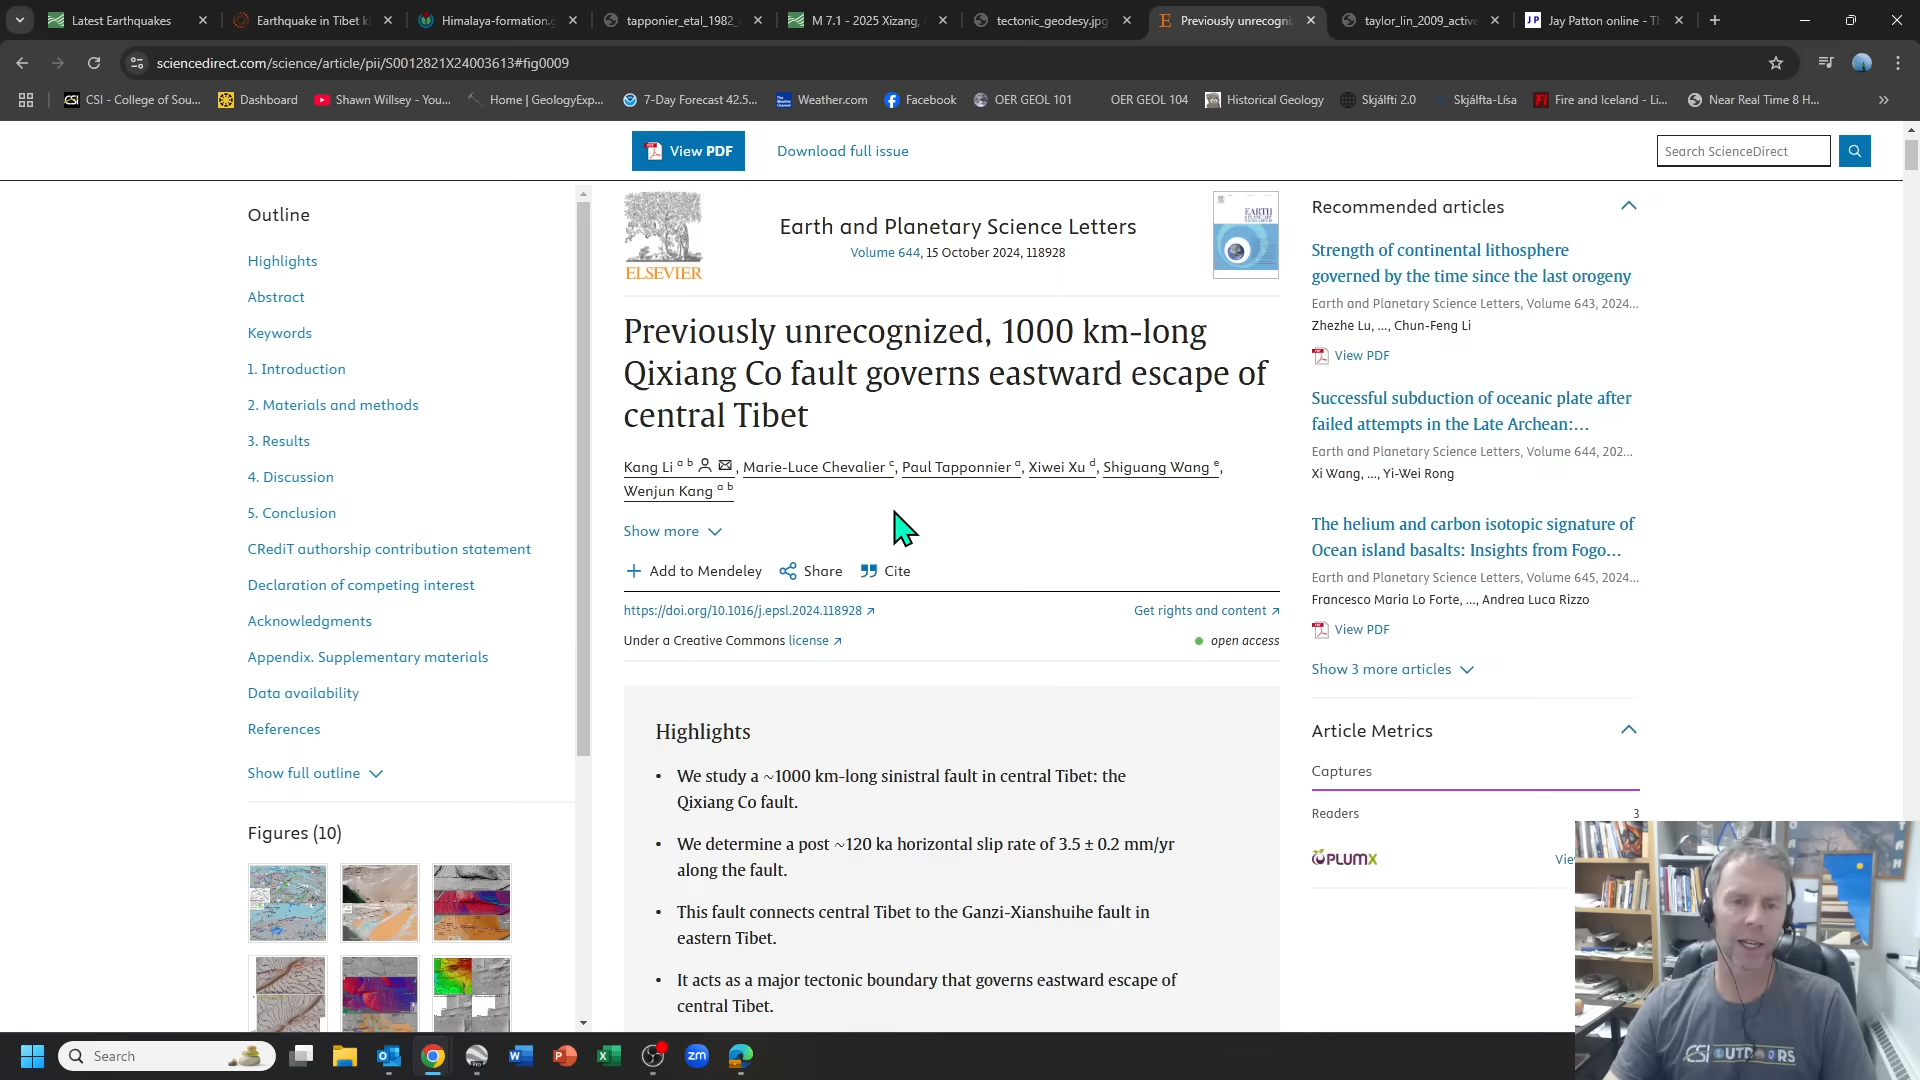 Latest Earthquakes
Earthquake in Tibet ki
Himalaya-formation.g
tapponier_etal_1982_
M 7.1 - 2025 Xizang,
tectonic_geodesy.jpg
Previously unrecogni
taylor_lin_2009_active
JP Jay Patton online - Th
sciencedirect.com/science/article/pii/S0012821X24003613#fig0009
CSI - College of Sou...
Dashboard
Shawn Willsey - You...
Home | GeologyExp...
7-Day Forecast 42.5...
Weather.com
Facebook
OER GEOL 101
OER GEOL 104
Historical Geology
Skjálfti 2.0
Skjálfta-Lísa
Fire and Iceland - Li...
Near Real Time 8 H...
View PDF
Download full issue
Search ScienceDirect
Outline
Highlights
Abstract
Keywords
1. Introduction
2. Materials and methods
3. Results
4. Discussion
5. Conclusion
CRediT authorship contribution statement
Declaration of competing interest
Acknowledgments
Appendix. Supplementary materials
Data availability
References
Show full outline
Figures (10)
ELSEVIER
Earth and Planetary Science Letters
Volume 644, 15 October 2024, 118928
EARTH
Previously unrecognized, 1000 km-long
Qixiang Co fault governs eastward escape of
central Tibet
Kang Li a b, Marie-Luce Chevalier c, Paul Tapponnier a, Xiwei Xu d, Shiguang Wang e,
Wenjun Kang a b
Show more
Add to Mendeley
Share
Cite
https://doi.org/10.1016/j.epsl.2024.118928
Get rights and content
Under a Creative Commons license
open access
Highlights
• We study a ~1000 km-long sinistral fault in central Tibet: the
Qixiang Co fault.
• We determine a post ~120 ka horizontal slip rate of 3.5 ± 0.2 mm/yr
along the fault.
• This fault connects central Tibet to the Ganzi-Xianshuihe fault in
eastern Tibet.
• It acts as a major tectonic boundary that governs eastward escape of
central Tibet.
Recommended articles
Strength of continental lithosphere
governed by the time since the last orogeny
Earth and Planetary Science Letters, Volume 643, 2024...
Zhezhe Lu, ..., Chun-Feng Li
View PDF
Successful subduction of oceanic plate after
failed attempts in the Late Archean:...
Earth and Planetary Science Letters, Volume 644, 202...
Xi Wang, ..., Yi-Wei Rong
The helium and carbon isotopic signature of
Ocean island basalts: Insights from Fogo...
Earth and Planetary Science Letters, Volume 645, 2024...
Francesco Maria Lo Forte, ..., Andrea Luca Rizzo
View PDF
Show 3 more articles
Article Metrics
Captures
Readers 3
PLUMX
CSI OUTDOORS
Search